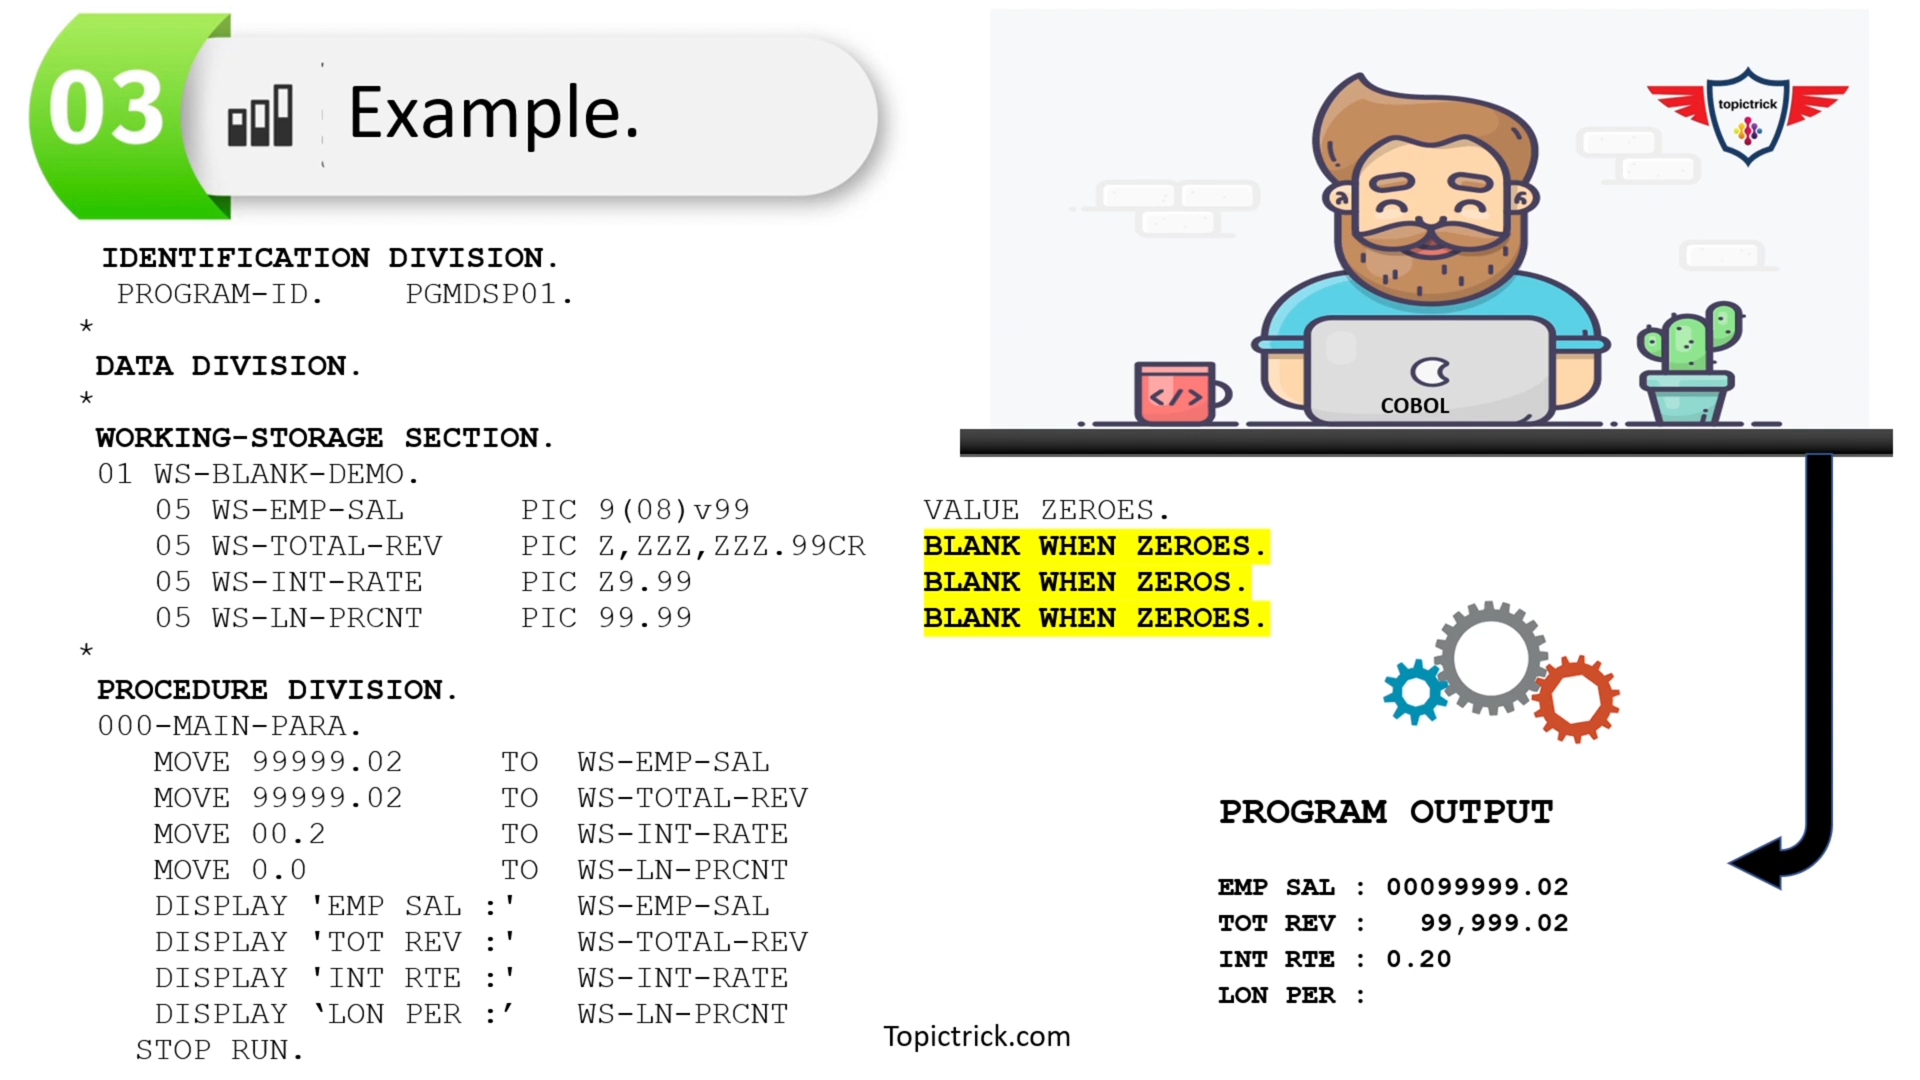 03
Example.
topictrick
</>
COBOL
IDENTIFICATION DIVISION.
PROGRAM-ID. PGMDSP01.
*
DATA DIVISION.
*
WORKING-STORAGE SECTION.
01 WS-BLANK-DEMO.
05 WS-EMP-SAL PIC 9(08)v99 VALUE ZEROES.
05 WS-TOTAL-REV PIC Z,ZZZ,ZZZ.99CR BLANK WHEN ZEROES.
05 WS-INT-RATE PIC Z9.99 BLANK WHEN ZEROS.
05 WS-LN-PRCNT PIC 99.99 BLANK WHEN ZEROES.
*
PROCEDURE DIVISION.
000-MAIN-PARA.
MOVE 99999.02 TO WS-EMP-SAL
MOVE 99999.02 TO WS-TOTAL-REV
MOVE 00.2 TO WS-INT-RATE
MOVE 0.0 TO WS-LN-PRCNT
DISPLAY 'EMP SAL :' WS-EMP-SAL
DISPLAY 'TOT REV :' WS-TOTAL-REV
DISPLAY 'INT RTE :' WS-INT-RATE
DISPLAY ‘LON PER :’ WS-LN-PRCNT
STOP RUN.
PROGRAM OUTPUT
EMP SAL : 00099999.02
TOT REV : 99,999.02
INT RTE : 0.20
LON PER :
Topictrick.com